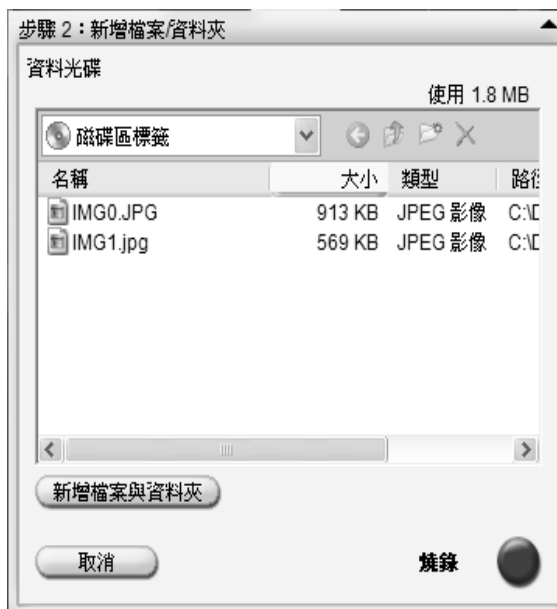 步驟 2：新增檔案/資料夾
資料光碟
使用 1.8 MB
磁碟區標籤
名稱 大小 類型 路徑
IMG0.JPG 913 KB JPEG 影像 C:\D
IMG1.jpg 569 KB JPEG 影像 C:\D
新增檔案與資料夾
取消 燒錄